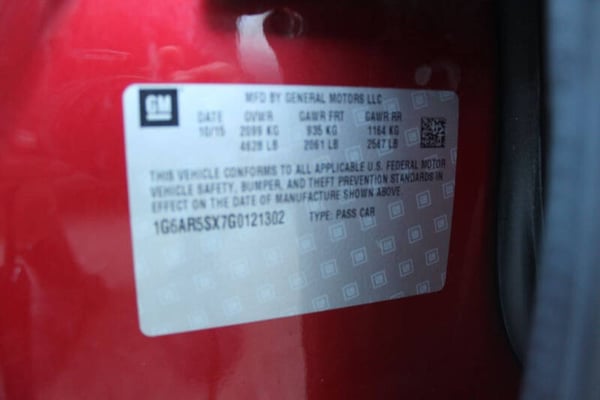 GM
MFD BY GENERAL MOTORS LLC
DATE GVWR GAWR FRT GAWR RR
10/15 2099 KG 935 KG 1164 KG
4628 LB 2061 LB 2547 LB
THIS VEHICLE CONFORMS TO ALL APPLICABLE U.S. FEDERAL MOTOR
VEHICLE SAFETY, BUMPER, AND THEFT PREVENTION STANDARDS IN
EFFECT ON THE DATE OF MANUFACTURE SHOWN ABOVE.
1G6AR5SX7G0121302 TYPE: PASS CAR